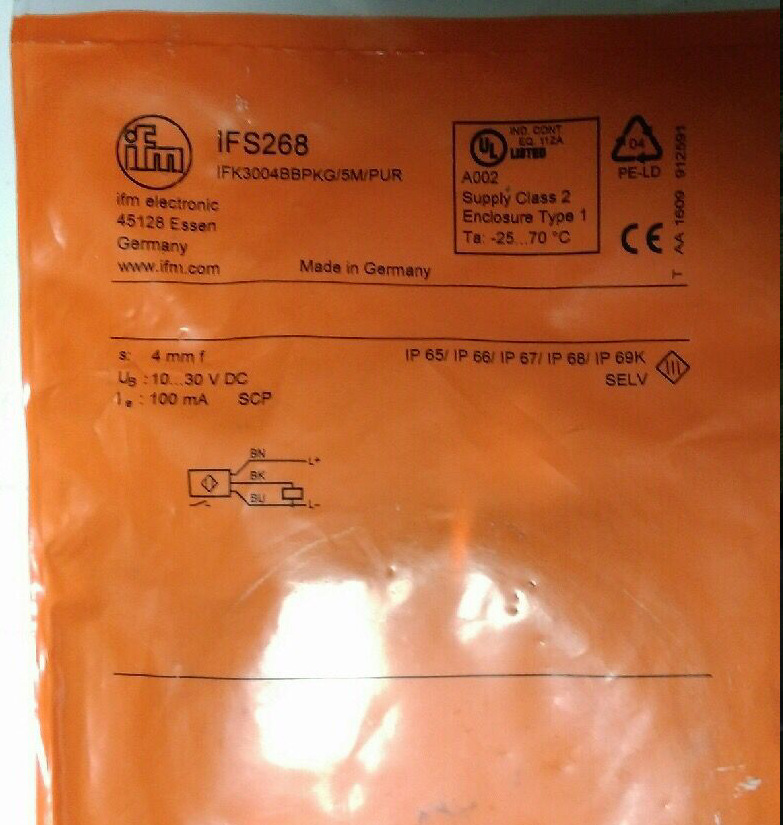 ifm
IFS268
IFK3004BBPKG/5M/PUR
ifm electronic
45128 Essen
Germany
www.ifm.com
Made in Germany
UL
IND. CONT
EQ. 112A
LISTED
A002
Supply Class 2
Enclosure Type 1
Ta: -25...70 °C
04
PE-LD
CE
T AA 1609 912591
s: 4 mm f
UB : 10...30 V DC
Ie : 100 mA SCP
IP 65/ IP 66/ IP 67/ IP 68/ IP 69K
SELV
BN
L+
BK
BU
L-